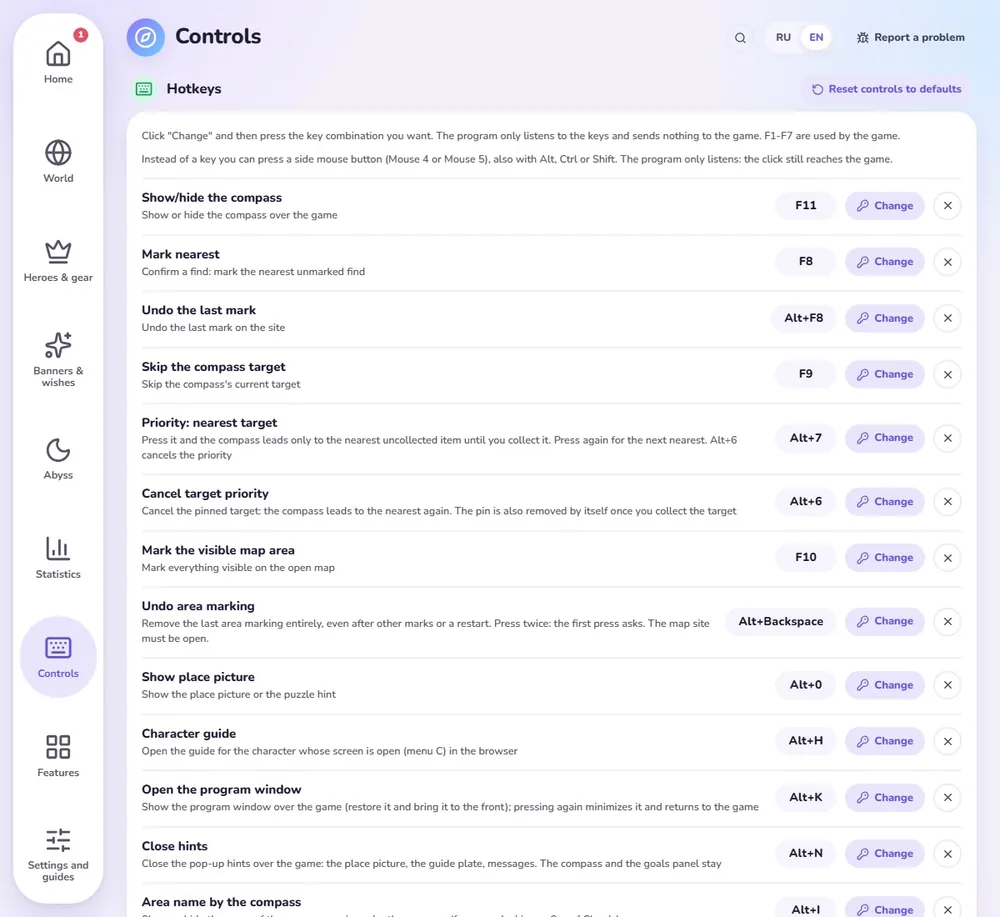 1
Home
World
Heroes & gear
Banners &
wishes
Abyss
Statistics
Controls
Features
Settings and
guides
Controls
RU
EN
Report a problem
Hotkeys
Reset controls to defaults
Click "Change" and then press the key combination you want. The program only listens to the keys and sends nothing to the game. F1-F7 are used by the game.
Instead of a key you can press a side mouse button (Mouse 4 or Mouse 5), also with Alt, Ctrl or Shift. The program only listens: the click still reaches the game.
Show/hide the compass
Show or hide the compass over the game
F11
Change
Mark nearest
Confirm a find: mark the nearest unmarked find
F8
Change
Undo the last mark
Undo the last mark on the site
Alt+F8
Change
Skip the compass target
Skip the compass's current target
F9
Change
Priority: nearest target
Press it and the compass leads only to the nearest uncollected item until you collect it. Press again for the next nearest. Alt+6
cancels the priority
Alt+7
Change
Cancel target priority
Cancel the pinned target: the compass leads to the nearest again. The pin is also removed by itself once you collect the target
Alt+6
Change
Mark the visible map area
Mark everything visible on the open map
F10
Change
Undo area marking
Remove the last area marking entirely, even after other marks or a restart. Press twice: the first press asks. The map site
must be open.
Alt+Backspace
Change
Show place picture
Show the place picture or the puzzle hint
Alt+0
Change
Character guide
Open the guide for the character whose screen is open (menu C) in the browser
Alt+H
Change
Open the program window
Show the program window over the game (restore it and bring it to the front); pressing again minimizes it and returns to the game
Alt+K
Change
Close hints
Close the pop-up hints over the game: the place picture, the guide plate, messages. The compass and the goals panel stay
Alt+N
Change
Area name by the compass
Alt+I
Change